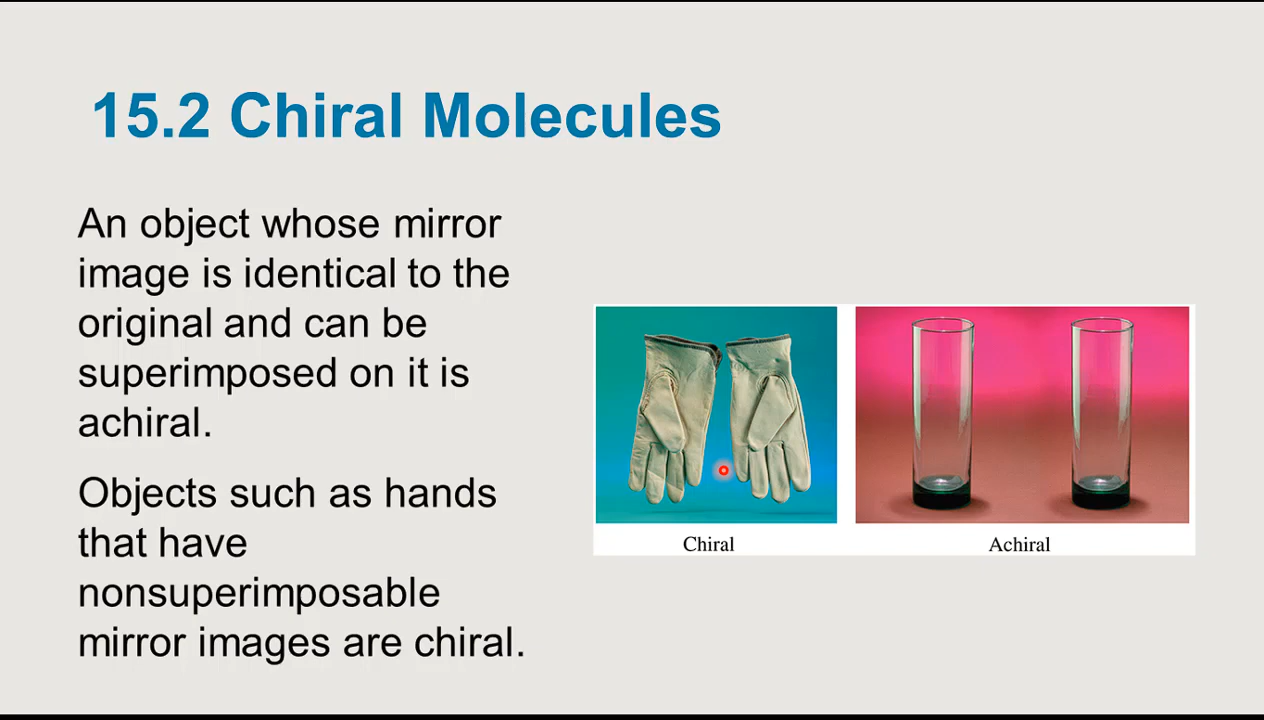 15.2 Chiral Molecules
An object whose mirror
image is identical to the
original and can be
superimposed on it is
achiral.
Objects such as hands
that have
nonsuperimposable
mirror images are chiral.
Chiral
Achiral